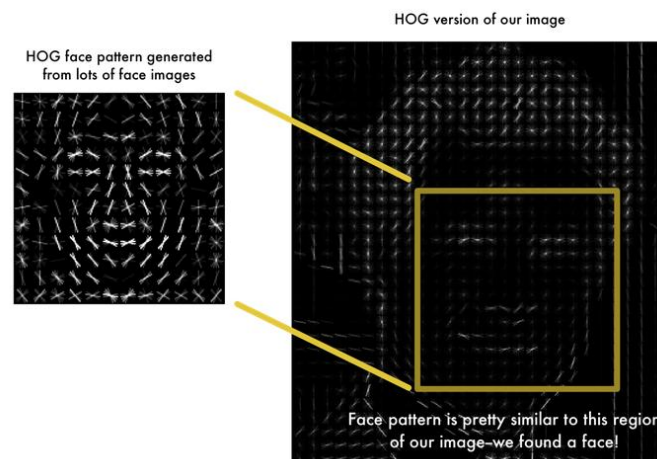 HOG version of our image
HOG face pattern generated
from lots of face images
Face pattern is pretty similar to this region
of our image–we found a face!